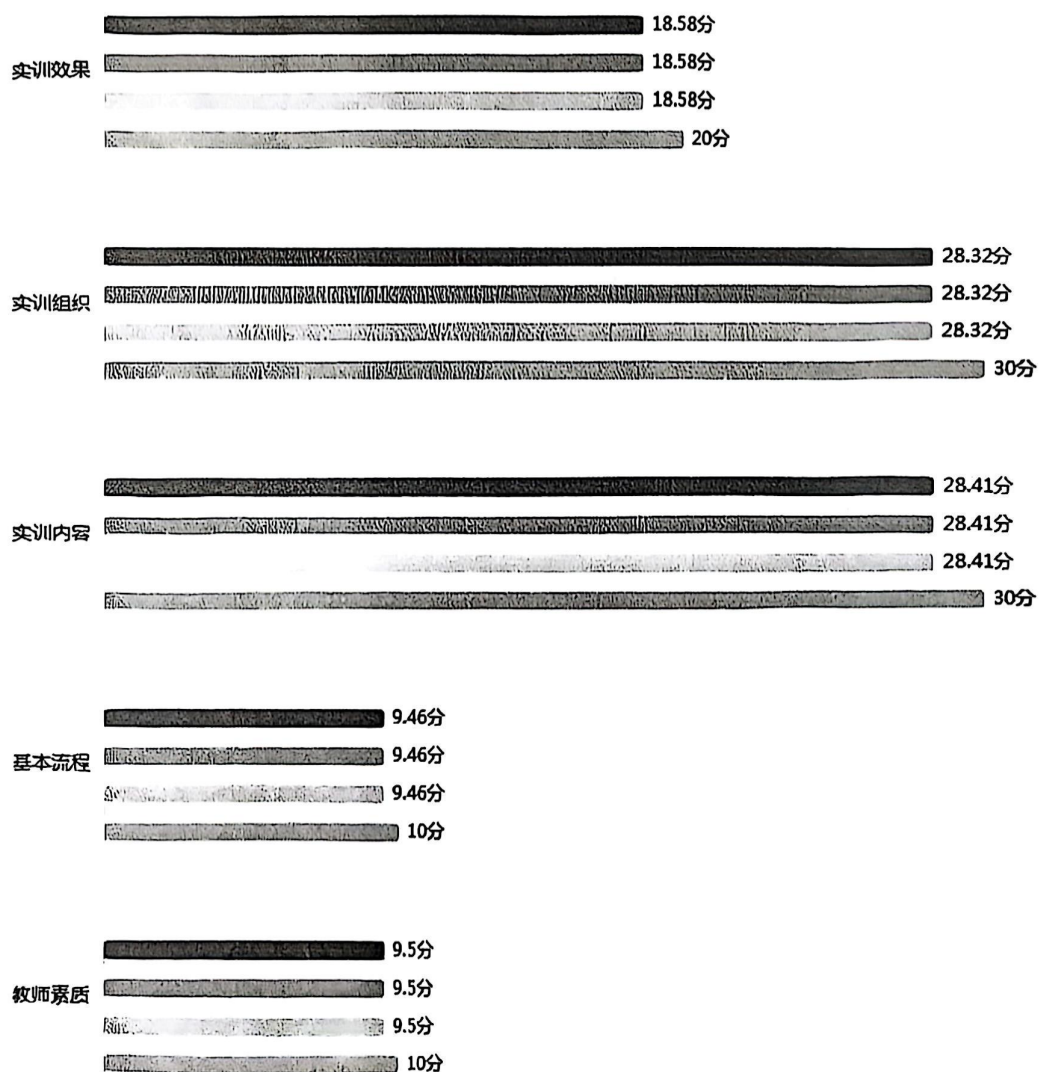 18.58分
实训效果
18.58分
18.58分
20分
28.32分
实训组织
28.32分
28.32分
30分
28.41分
实训内容
28.41分
28.41分
30分
9.46分
基本流程
9.46分
9.46分
10分
9.5分
教师素质
9.5分
9.5分
10分